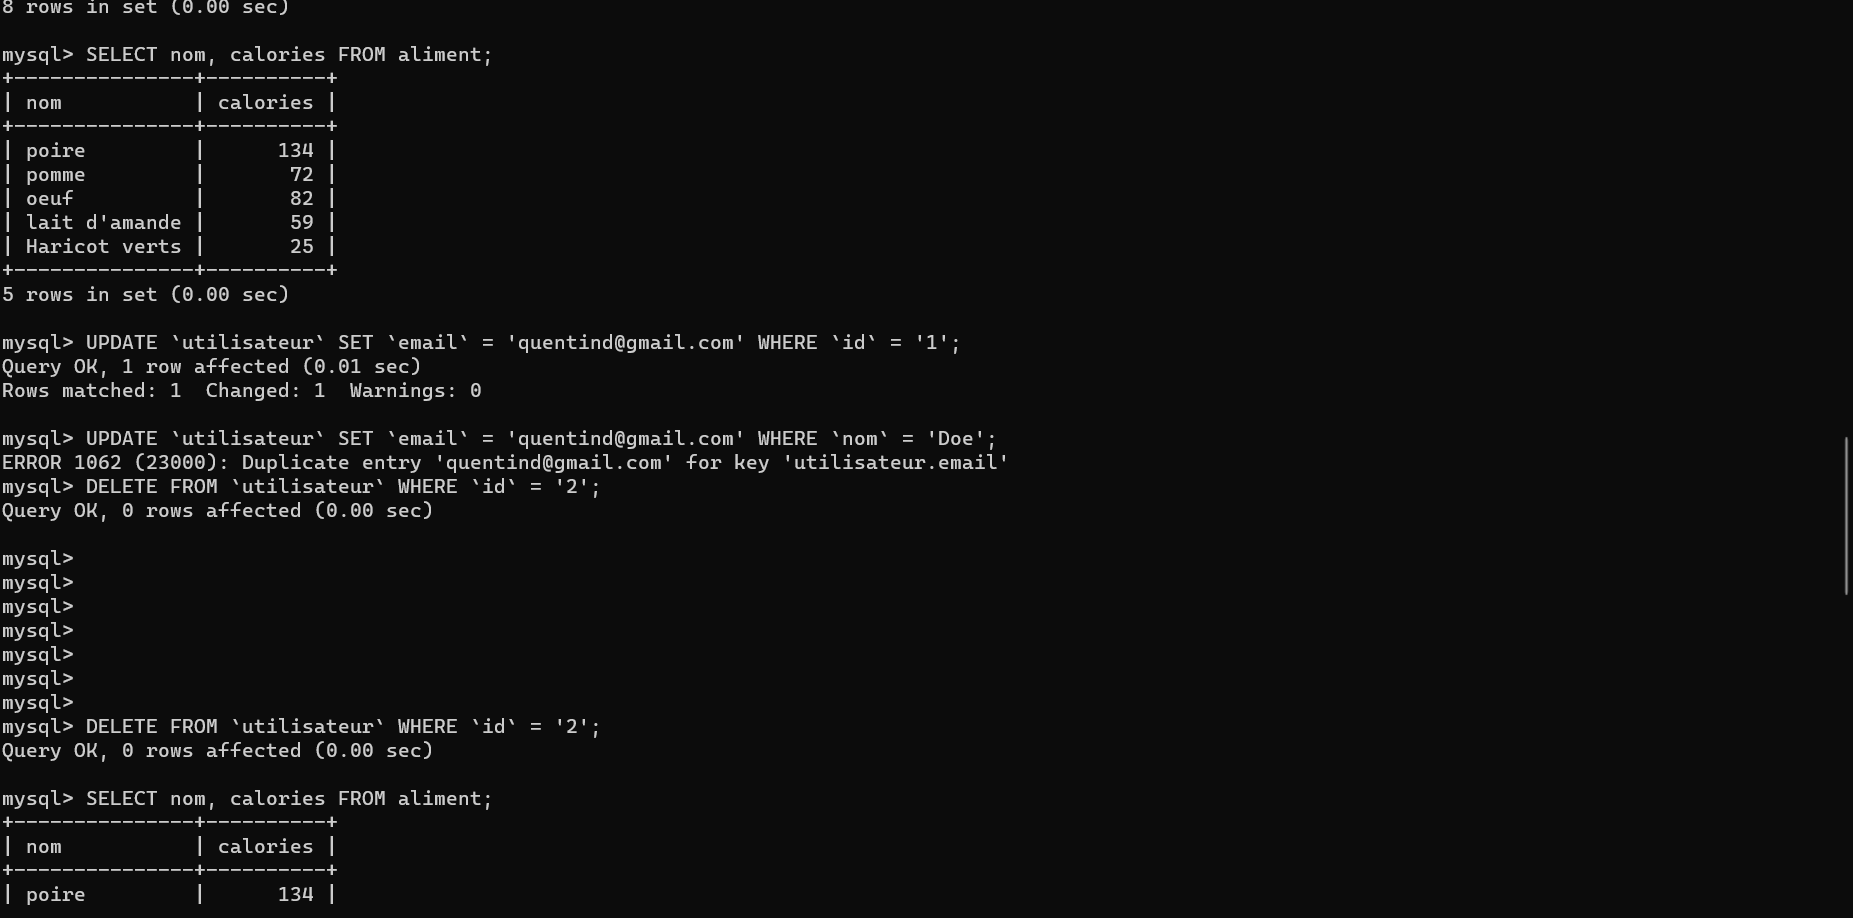 8 rows in set (0.00 sec)
mysql> SELECT nom, calories FROM aliment;
+---------------+----------+
| nom           | calories |
+---------------+----------+
| poire         |      134 |
| pomme         |       72 |
| oeuf          |       82 |
| lait d'amande |       59 |
| Haricot verts |       25 |
+---------------+----------+
5 rows in set (0.00 sec)
mysql> UPDATE `utilisateur` SET `email` = 'quentind@gmail.com' WHERE `id` = '1';
Query OK, 1 row affected (0.01 sec)
Rows matched: 1  Changed: 1  Warnings: 0
mysql> UPDATE `utilisateur` SET `email` = 'quentind@gmail.com' WHERE `nom` = 'Doe';
ERROR 1062 (23000): Duplicate entry 'quentind@gmail.com' for key 'utilisateur.email'
mysql> DELETE FROM `utilisateur` WHERE `id` = '2';
Query OK, 0 rows affected (0.00 sec)
mysql>
mysql>
mysql>
mysql>
mysql>
mysql>
mysql>
mysql> DELETE FROM `utilisateur` WHERE `id` = '2';
Query OK, 0 rows affected (0.00 sec)
mysql> SELECT nom, calories FROM aliment;
+---------------+----------+
| nom           | calories |
+---------------+----------+
| poire         |      134 |